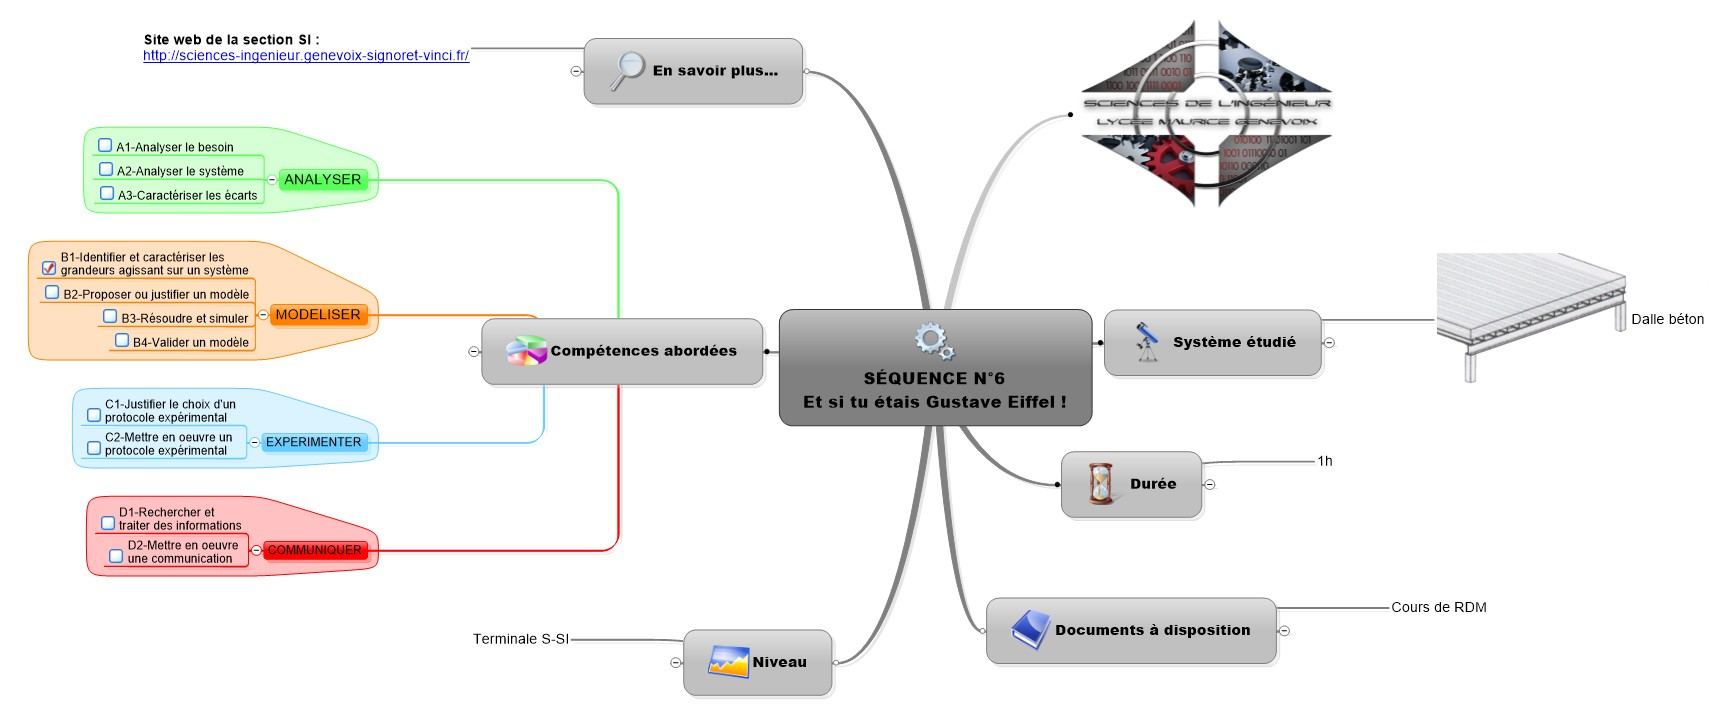 Site web de la section SI :
http://sciences-ingenieur.genevoix-signoret-vinci.fr/
En savoir plus...
SCIENCES DE L'INGÉNIEUR
LYCÉE MAURICE GENEVOIX
A1-Analyser le besoin
A2-Analyser le système
A3-Caractériser les écarts
ANALYSER
B1-Identifier et caractériser les
grandeurs agissant sur un système
B2-Proposer ou justifier un modèle
B3-Résoudre et simuler
B4-Valider un modèle
MODELISER
Compétences abordées
C1-Justifier le choix d'un
protocole expérimental
C2-Mettre en oeuvre un
protocole expérimental
EXPERIMENTER
D1-Rechercher et
traiter des informations
D2-Mettre en oeuvre
une communication
COMMUNIQUER
SÉQUENCE N°6
Et si tu étais Gustave Eiffel !
Système étudié
Dalle béton
Durée
1h
Documents à disposition
Cours de RDM
Terminale S-SI
Niveau